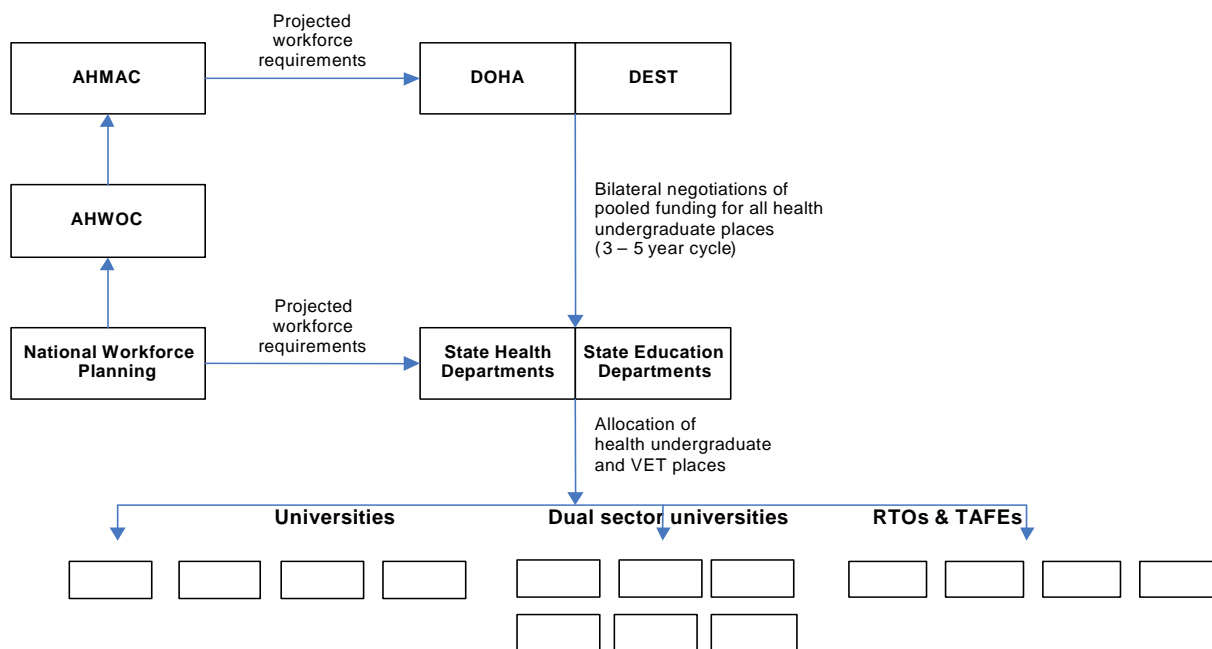 Projected
workforce
requirements
AHMAC
DOHA
DEST
AHWOC
Bilateral negotiations of
pooled funding for all health
undergraduate places
(3 – 5 year cycle)
Projected
workforce
requirements
National Workforce
Planning
State Health
Departments
State Education
Departments
Allocation of
health undergraduate
and VET places
Universities
Dual sector universities
RTOs & TAFEs